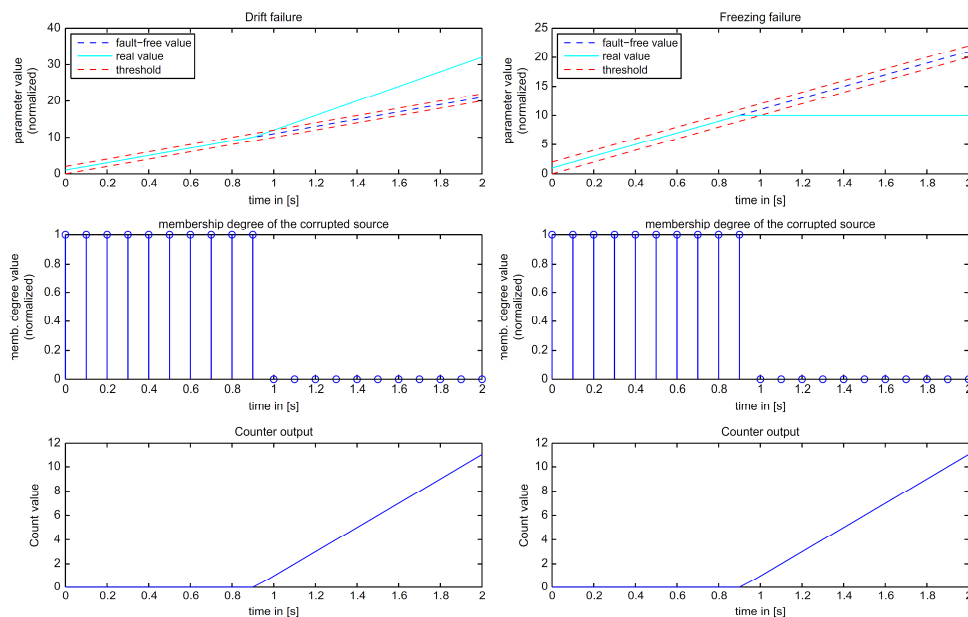 Drift failure
40
30
20
10
0
parameter value
(normalized)
fault-free value
real value
threshold
0 0.2 0.4 0.6 0.8 1 1.2 1.4 1.6 1.8 2
time in [s]
Freezing failure
25
20
15
10
5
0
parameter value
(normalized)
fault-free value
real value
threshold
0 0.2 0.4 0.6 0.8 1 1.2 1.4 1.6 1.8 2
time in [s]
membership degree of the corrupted source
1
0.8
0.6
0.4
0.2
0
memb. degree value
(normalized)
0 0.2 0.4 0.6 0.8 1 1.2 1.4 1.6 1.8 2
time in [s]
membership degree of the corrupted source
1
0.8
0.6
0.4
0.2
0
memb. degree value
(normalized)
0 0.2 0.4 0.6 0.8 1 1.2 1.4 1.6 1.8 2
time in [s]
Counter output
12
10
8
6
4
2
0
Count value
0 0.2 0.4 0.6 0.8 1 1.2 1.4 1.6 1.8 2
time in [s]
Counter output
12
10
8
6
4
2
0
Count value
0 0.2 0.4 0.6 0.8 1 1.2 1.4 1.6 1.8 2
time in [s]